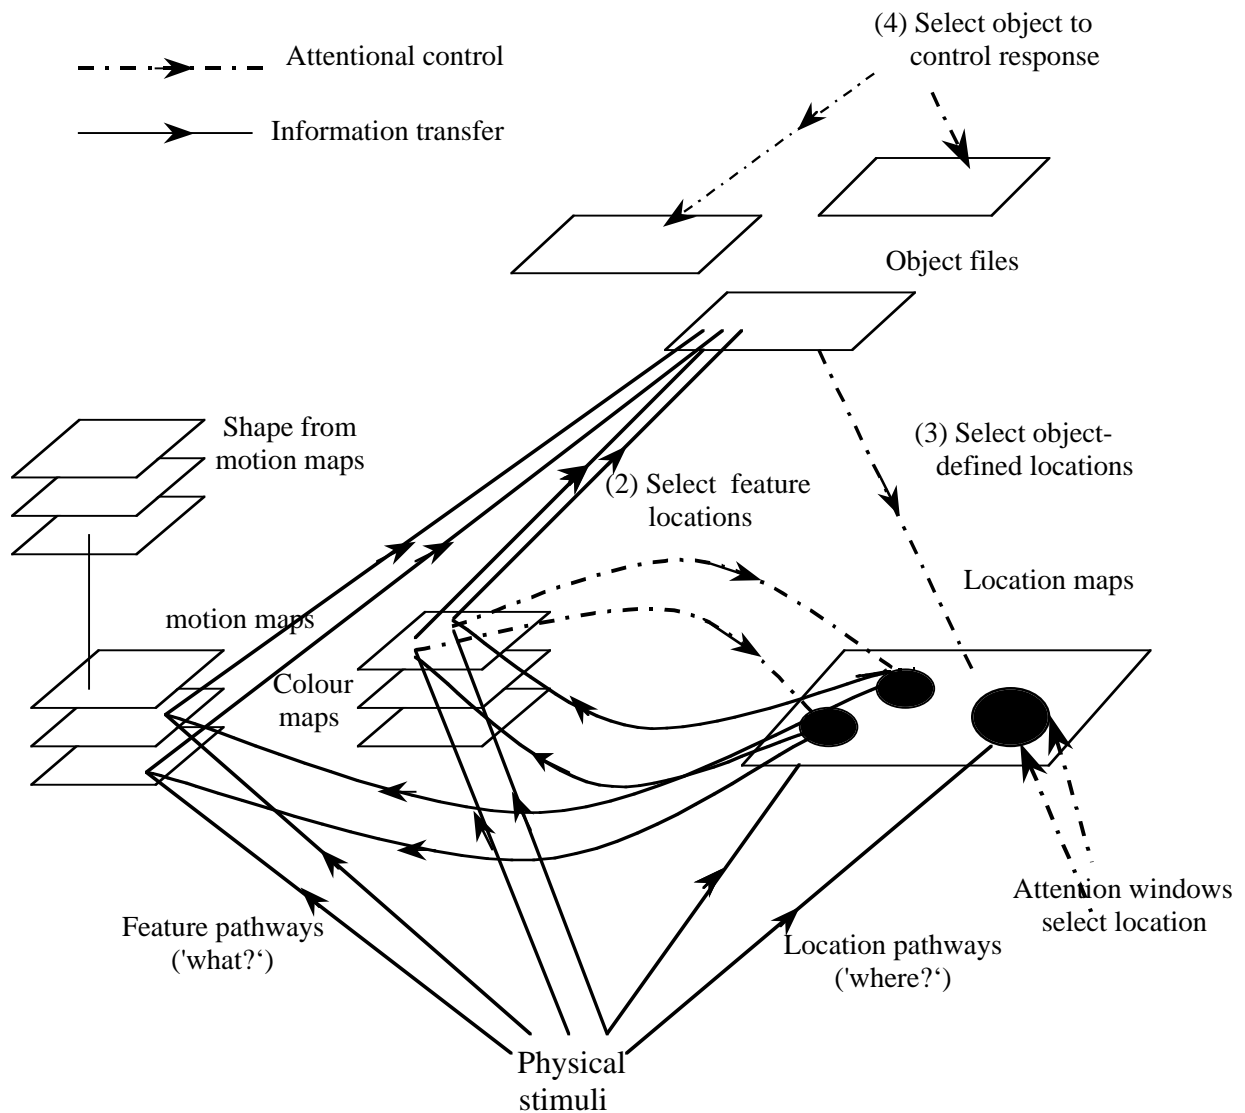 (4) Select object to
control response
Attentional control
Information transfer
Object files
Shape from
motion maps
(3) Select object-
defined locations
(2) Select feature
locations
Location maps
motion maps
Colour
maps
Attention windows
select location
Feature pathways
('what?‘)
Location pathways
('where?‘)
Physical
stimuli